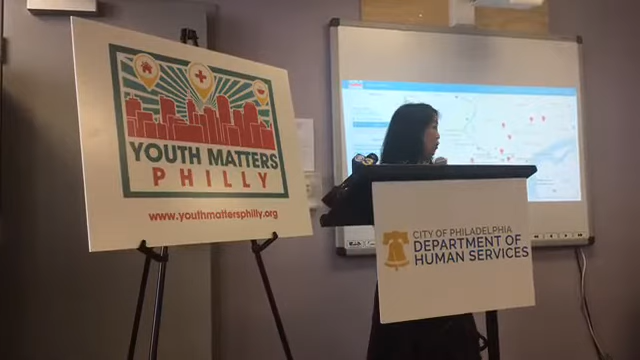 YOUTH MATTERS
PHILLY
www.youthmattersphilly.org
CITY OF PHILADELPHIA
DEPARTMENT OF
HUMAN SERVICES